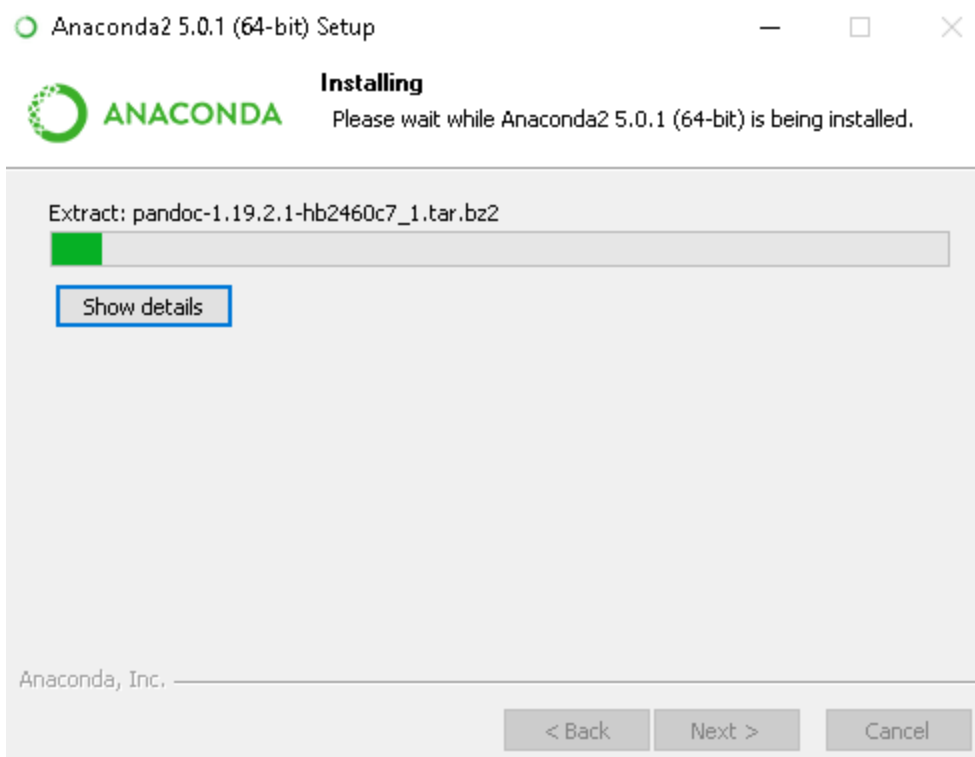 Anaconda2 5.0.1 (64-bit) Setup
Installing
ANACONDA
Please wait while Anaconda2 5.0.1 (64-bit) is being installed.
Extract: pandoc-1.19.2.1-hb2460c7_1.tar.bz2
Show details
Anaconda, Inc.
< Back Next > Cancel